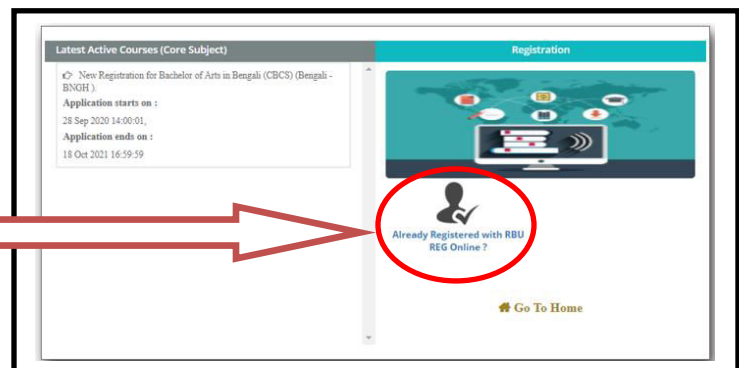 Latest Active Courses (Core Subject)
New Registration for Bachelor of Arts in Bengali (CBCS) (Bengali -
BNGH ).
Application starts on :
28 Sep 2020 14:00:01,
Application ends on :
18 Oct 2021 16:59:59
Registration
Already Registered with RBU
REG Online ?
Go To Home